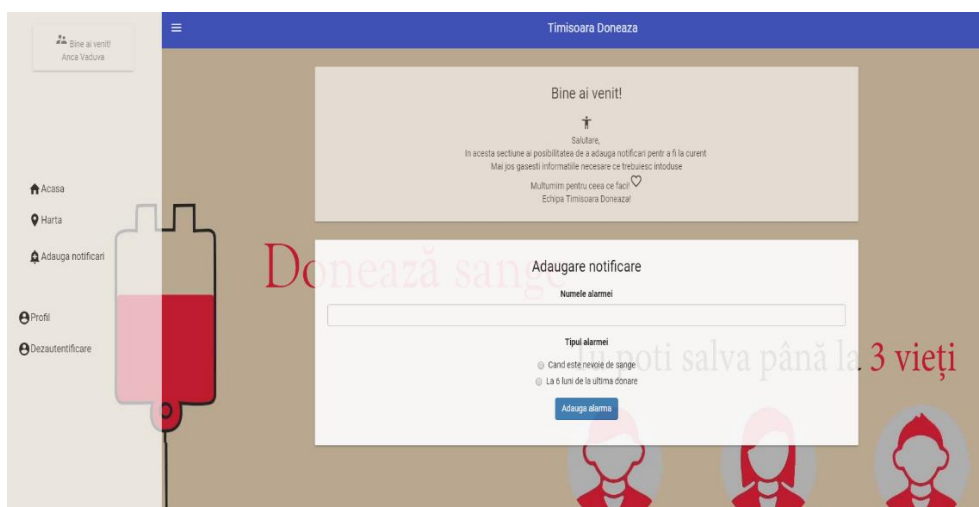 Bine ai venit!
Anca Vaduva
Acasa
Harta
Adauga notificari
Profil
Dezautentificare
Timisoara Doneaza
Bine ai venit!
Salutare,
In acesta sectiune ai posibilitatea de a adauga notificari pentr a fi la curent
Mai jos gasesti informatiile necesare ce trebuiesc intoduse
Multumim pentru ceea ce faci!
Echipa Timisoara Doneaza!
Donează sange
Adaugare notificare
Numele alarmei
Tipul alarmei
Cand este nevoie de sange
La 6 luni de la ultima donare
Adauga alarma
Tu poti salva până la 3 vieți